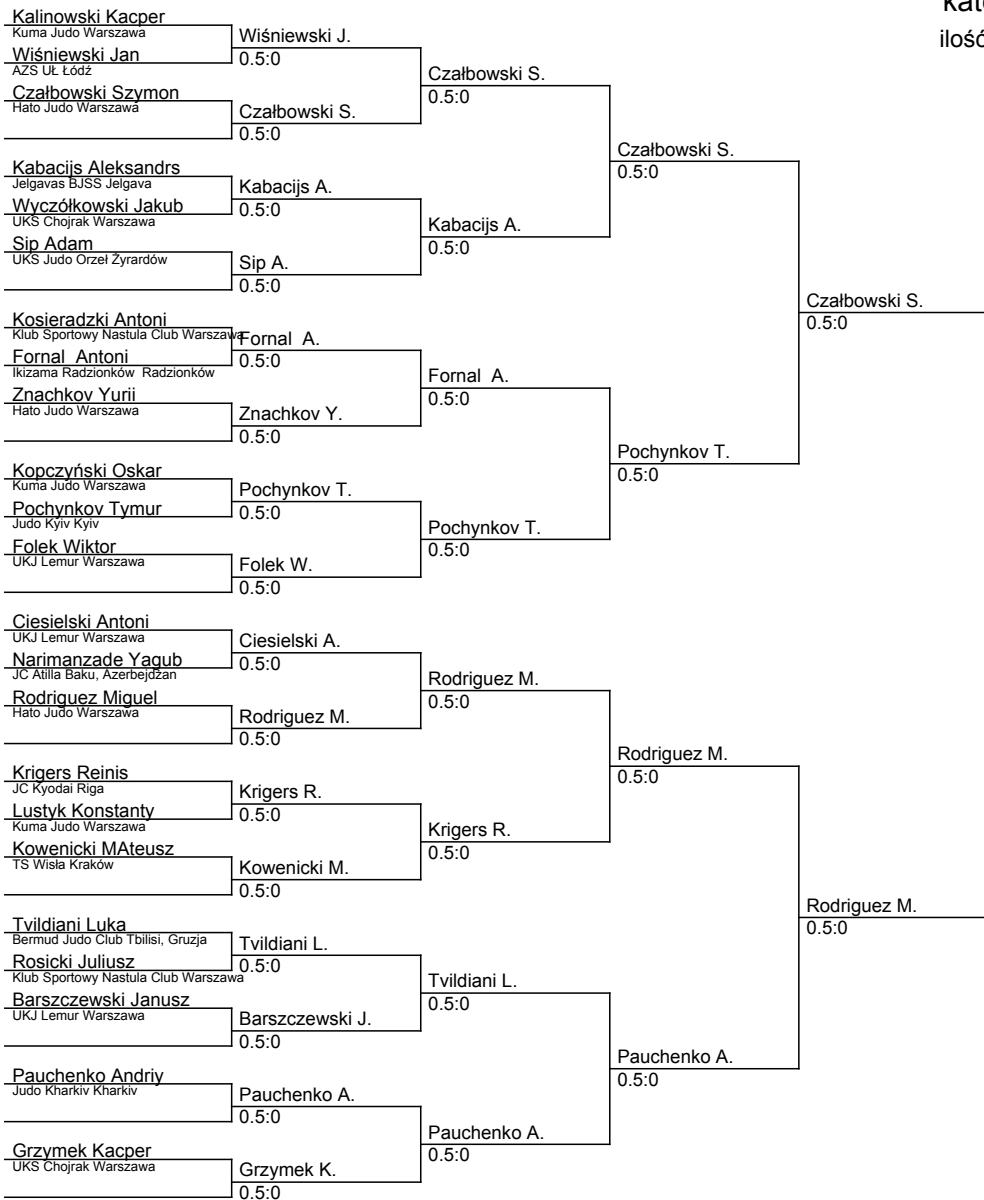 kat
ilość
Kalinowski Kacper
Kuma Judo Warszawa
Wiśniewski Jan
AZS UŁ Łódź
Czałbowski Szymon
Hato Judo Warszawa
Kabacijs Aleksandrs
Jelgavas BJSS Jelgava
Wyczółkowski Jakub
UKS Chojrak Warszawa
Sip Adam
UKS Judo Orzeł Żyrardów
Kosieradzki Antoni
Klub Sportowy Nastula Club Warszawa
Fornal Antoni
Ikizama Radzionków Radzionków
Znachkov Yurii
Hato Judo Warszawa
Kopczyński Oskar
Kuma Judo Warszawa
Pochynkov Tymur
Judo Kyiv Kyiv
Folek Wiktor
UKJ Lemur Warszawa
Ciesielski Antoni
UKJ Lemur Warszawa
Narimanzade Yagub
JC Atilla Baku, Azerbejdżan
Rodriguez Miguel
Hato Judo Warszawa
Krigers Reinis
JC Kyodai Riga
Lustyk Konstanty
Kuma Judo Warszawa
Kowenicki MAteusz
TS Wisła Kraków
Tvildiani Luka
Bermud Judo Club Tbilisi, Gruzja
Rosicki Juliusz
Klub Sportowy Nastula Club Warszawa
Barszczewski Janusz
UKJ Lemur Warszawa
Pauchenko Andriy
Judo Kharkiv Kharkiv
Grzymek Kacper
UKS Chojrak Warszawa
Wiśniewski J.
0.5:0
Czałbowski S.
0.5:0
Kabacijs A.
0.5:0
Sip A.
0.5:0
Fornal A.
0.5:0
Znachkov Y.
0.5:0
Pochynkov T.
0.5:0
Folek W.
0.5:0
Ciesielski A.
0.5:0
Rodriguez M.
0.5:0
Krigers R.
0.5:0
Kowenicki M.
0.5:0
Tvildiani L.
0.5:0
Barszczewski J.
0.5:0
Pauchenko A.
0.5:0
Grzymek K.
0.5:0
Czałbowski S.
0.5:0
Kabacijs A.
0.5:0
Fornal A.
0.5:0
Pochynkov T.
0.5:0
Rodriguez M.
0.5:0
Krigers R.
0.5:0
Tvildiani L.
0.5:0
Pauchenko A.
0.5:0
Czałbowski S.
0.5:0
Pochynkov T.
0.5:0
Rodriguez M.
0.5:0
Pauchenko A.
0.5:0
Czałbowski S.
0.5:0
Rodriguez M.
0.5:0